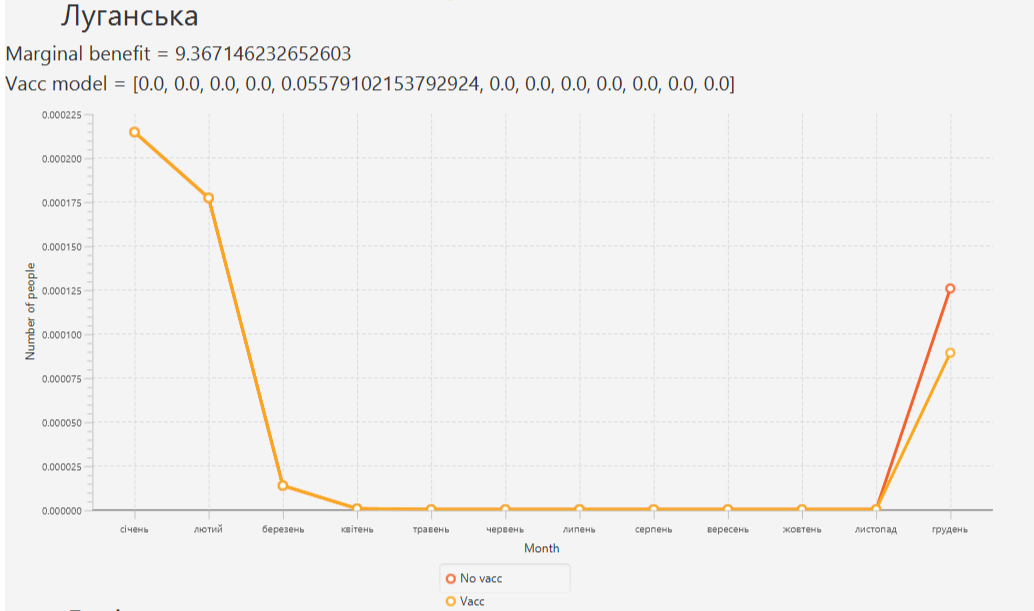 Луганська
Marginal benefit = 9.367146232652603
Vacc model = [0.0, 0.0, 0.0, 0.0, 0.05579102153792924, 0.0, 0.0, 0.0, 0.0, 0.0, 0.0, 0.0]
0.000225
0.000200
0.000175
0.000150
0.000125
0.000100
0.000075
0.000050
0.000025
0.000000
Number of people
січень лютий березень квітень травень червень липень серпень вересень жовтень листопад грудень
Month
No vacc
Vacc